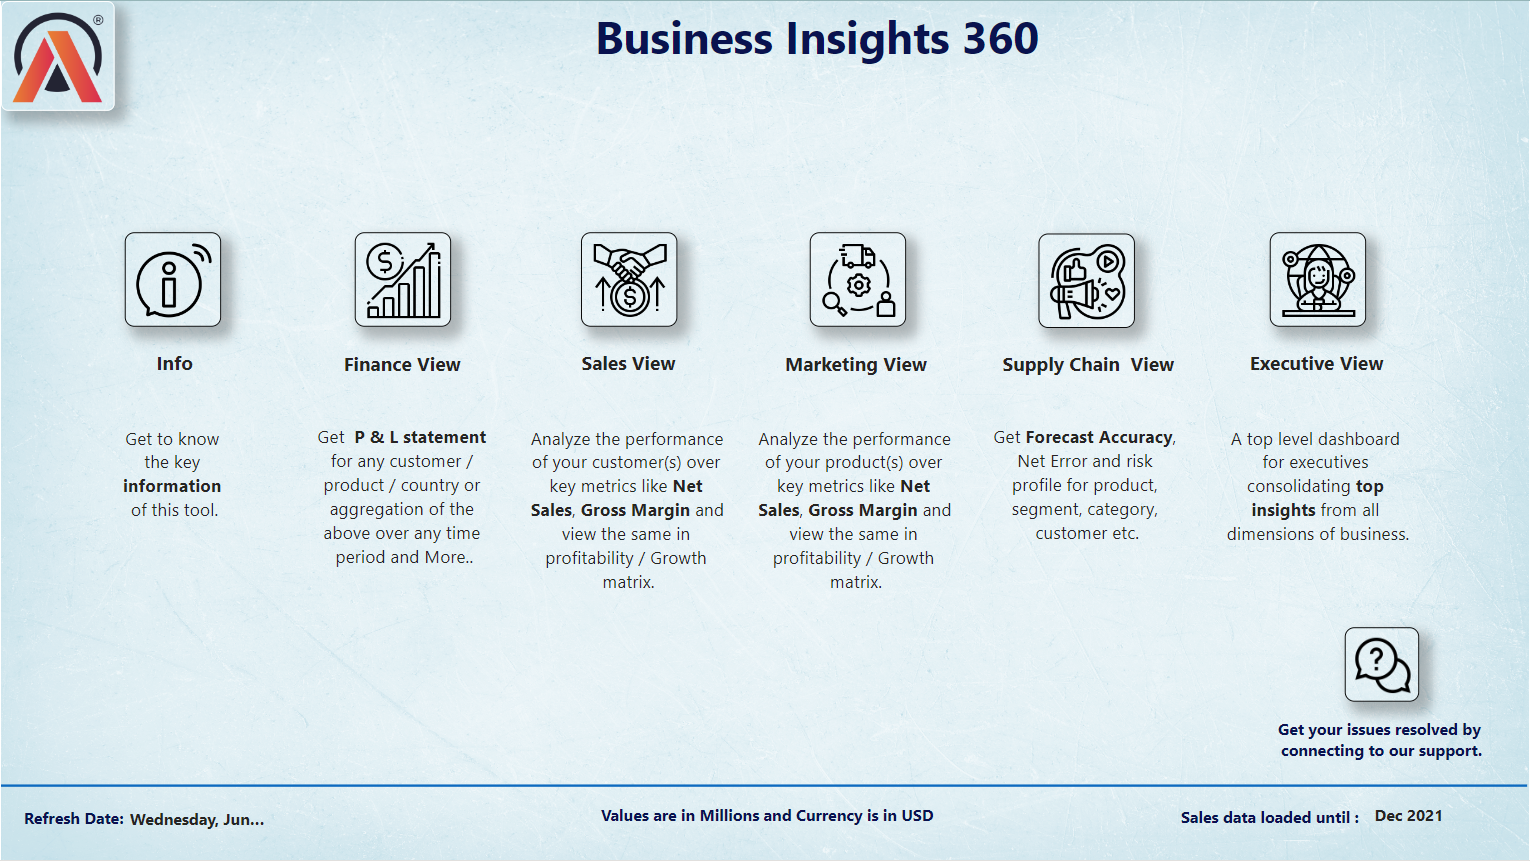 ®
Business Insights 360
Info
Get to know
the key
information
of this tool.
Finance View
Get P & L statement
for any customer /
product / country or
aggregation of the
above over any time
period and More..
Sales View
Analyze the performance
of your customer(s) over
key metrics like Net
Sales, Gross Margin and
view the same in
profitability / Growth
matrix.
Marketing View
Analyze the performance
of your product(s) over
key metrics like Net
Sales, Gross Margin and
view the same in
profitability / Growth
matrix.
Supply Chain  View
Get Forecast Accuracy,
Net Error and risk
profile for product,
segment, category,
customer etc.
Executive View
A top level dashboard
for executives
consolidating top
insights from all
dimensions of business.
Get your issues resolved by
connecting to our support.
Refresh Date: Wednesday, Jun...
Values are in Millions and Currency is in USD
Sales data loaded until : Dec 2021